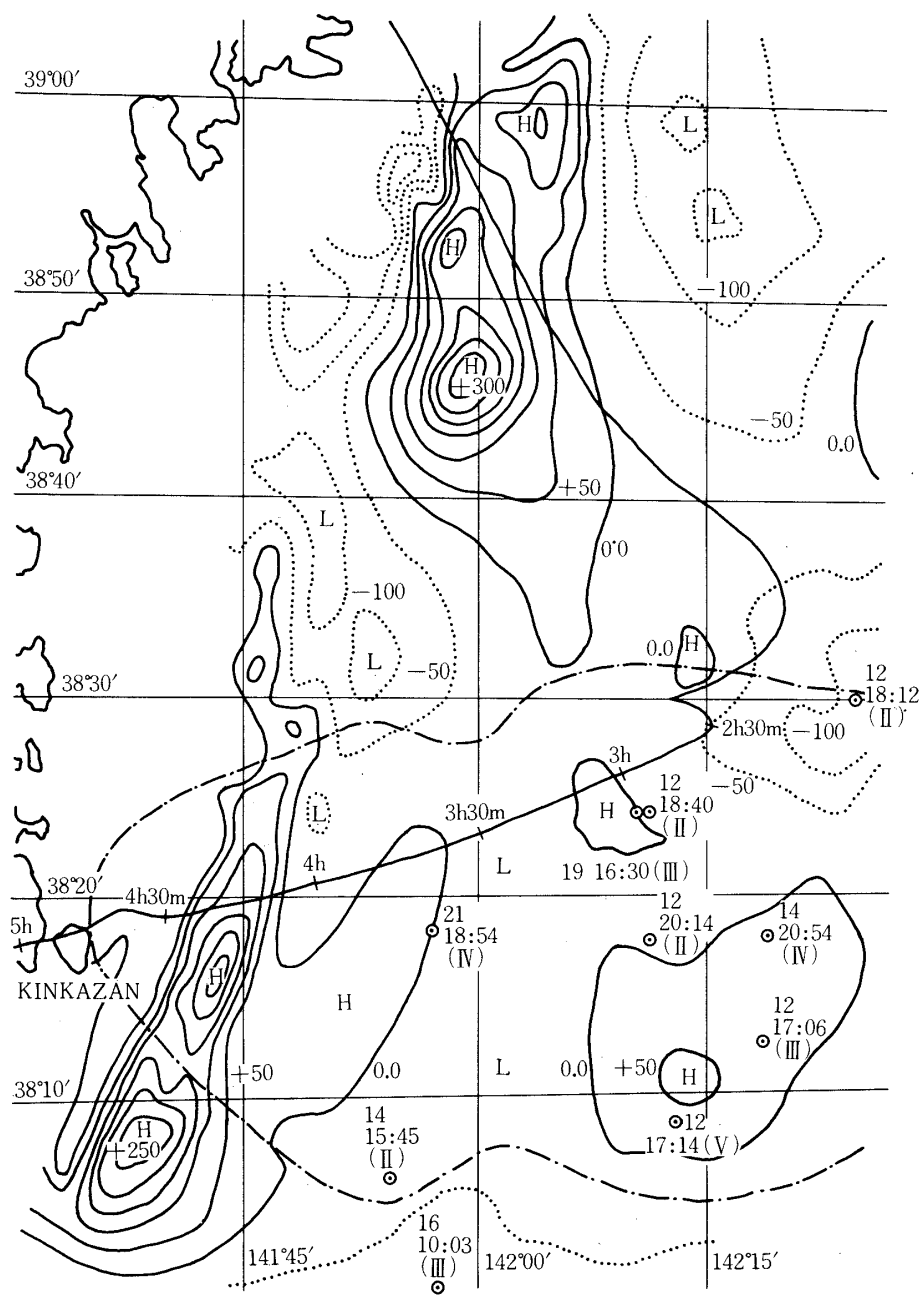 39°00′
H
L
L
H
38°50′
−100
H
+300
−50
0.0
38°40′
+50
L
0.0
−100
H
0.0
L
−50
12
18:12
(Ⅱ)
38°30′
2h30m
−100
3h
−50
12
18:40
(Ⅱ)
H
L
3h30m
19 16:30(Ⅲ)
L
4h
38°20′
4h30m
5h
12
20:14
(Ⅱ)
14
20:54
(Ⅳ)
21
18:54
(Ⅳ)
H
KINKAZAN
H
12
17:06
(Ⅲ)
+50
0.0
L
0.0
+50
H
38°10′
14
15:45
(Ⅱ)
12
17:14(Ⅴ)
H
+250
16
10:03
(Ⅲ)
141°45′
142°00′
142°15′